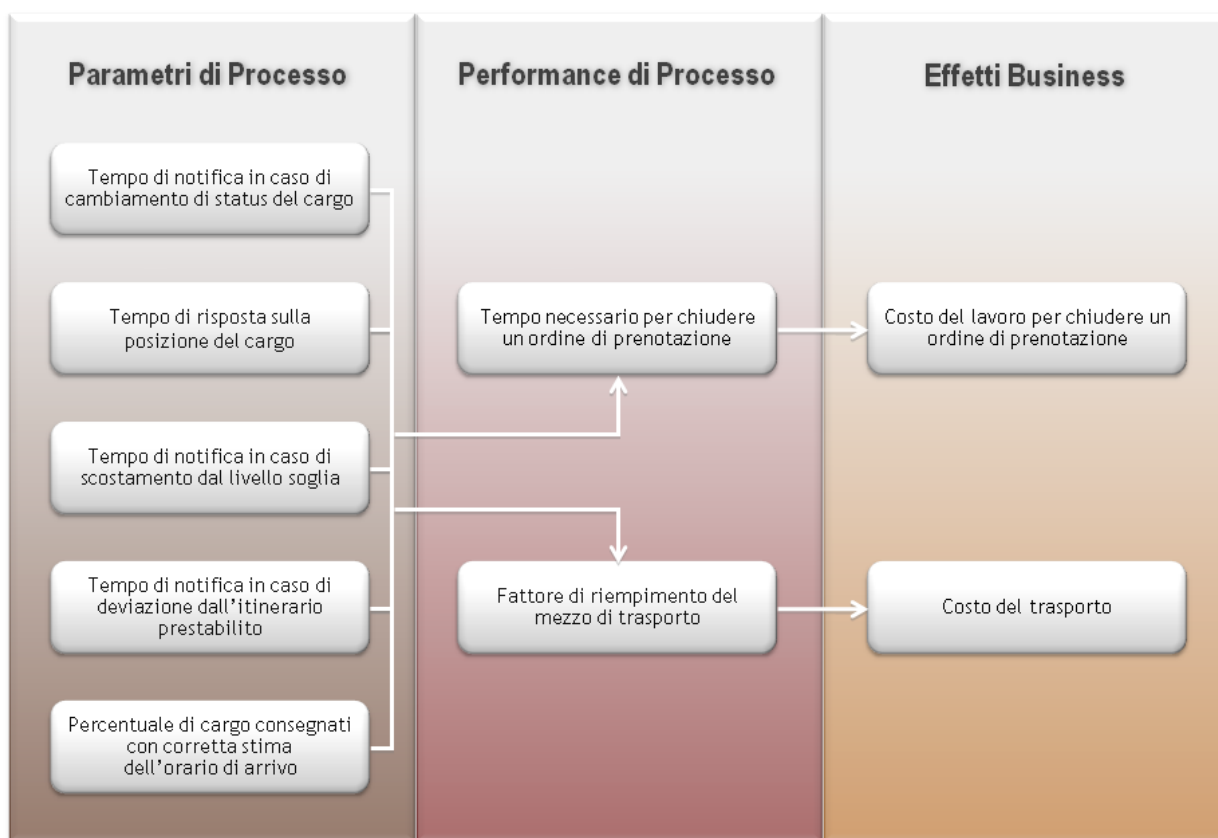 Parametri di Processo
Performance di Processo
Effetti Business
Tempo di notifica in caso di
cambiamento di status del cargo
Tempo di risposta sulla
posizione del cargo
Tempo di notifica in caso di
scostamento dal livello soglia
Tempo di notifica in caso di
deviazione dall'itinerario
prestabilito
Percentuale di cargo consegnati
con corretta stima
dell'orario di arrivo
Tempo necessario per chiudere
un ordine di prenotazione
Fattore di riempimento del
mezzo di trasporto
Costo del lavoro per chiudere un
ordine di prenotazione
Costo del trasporto